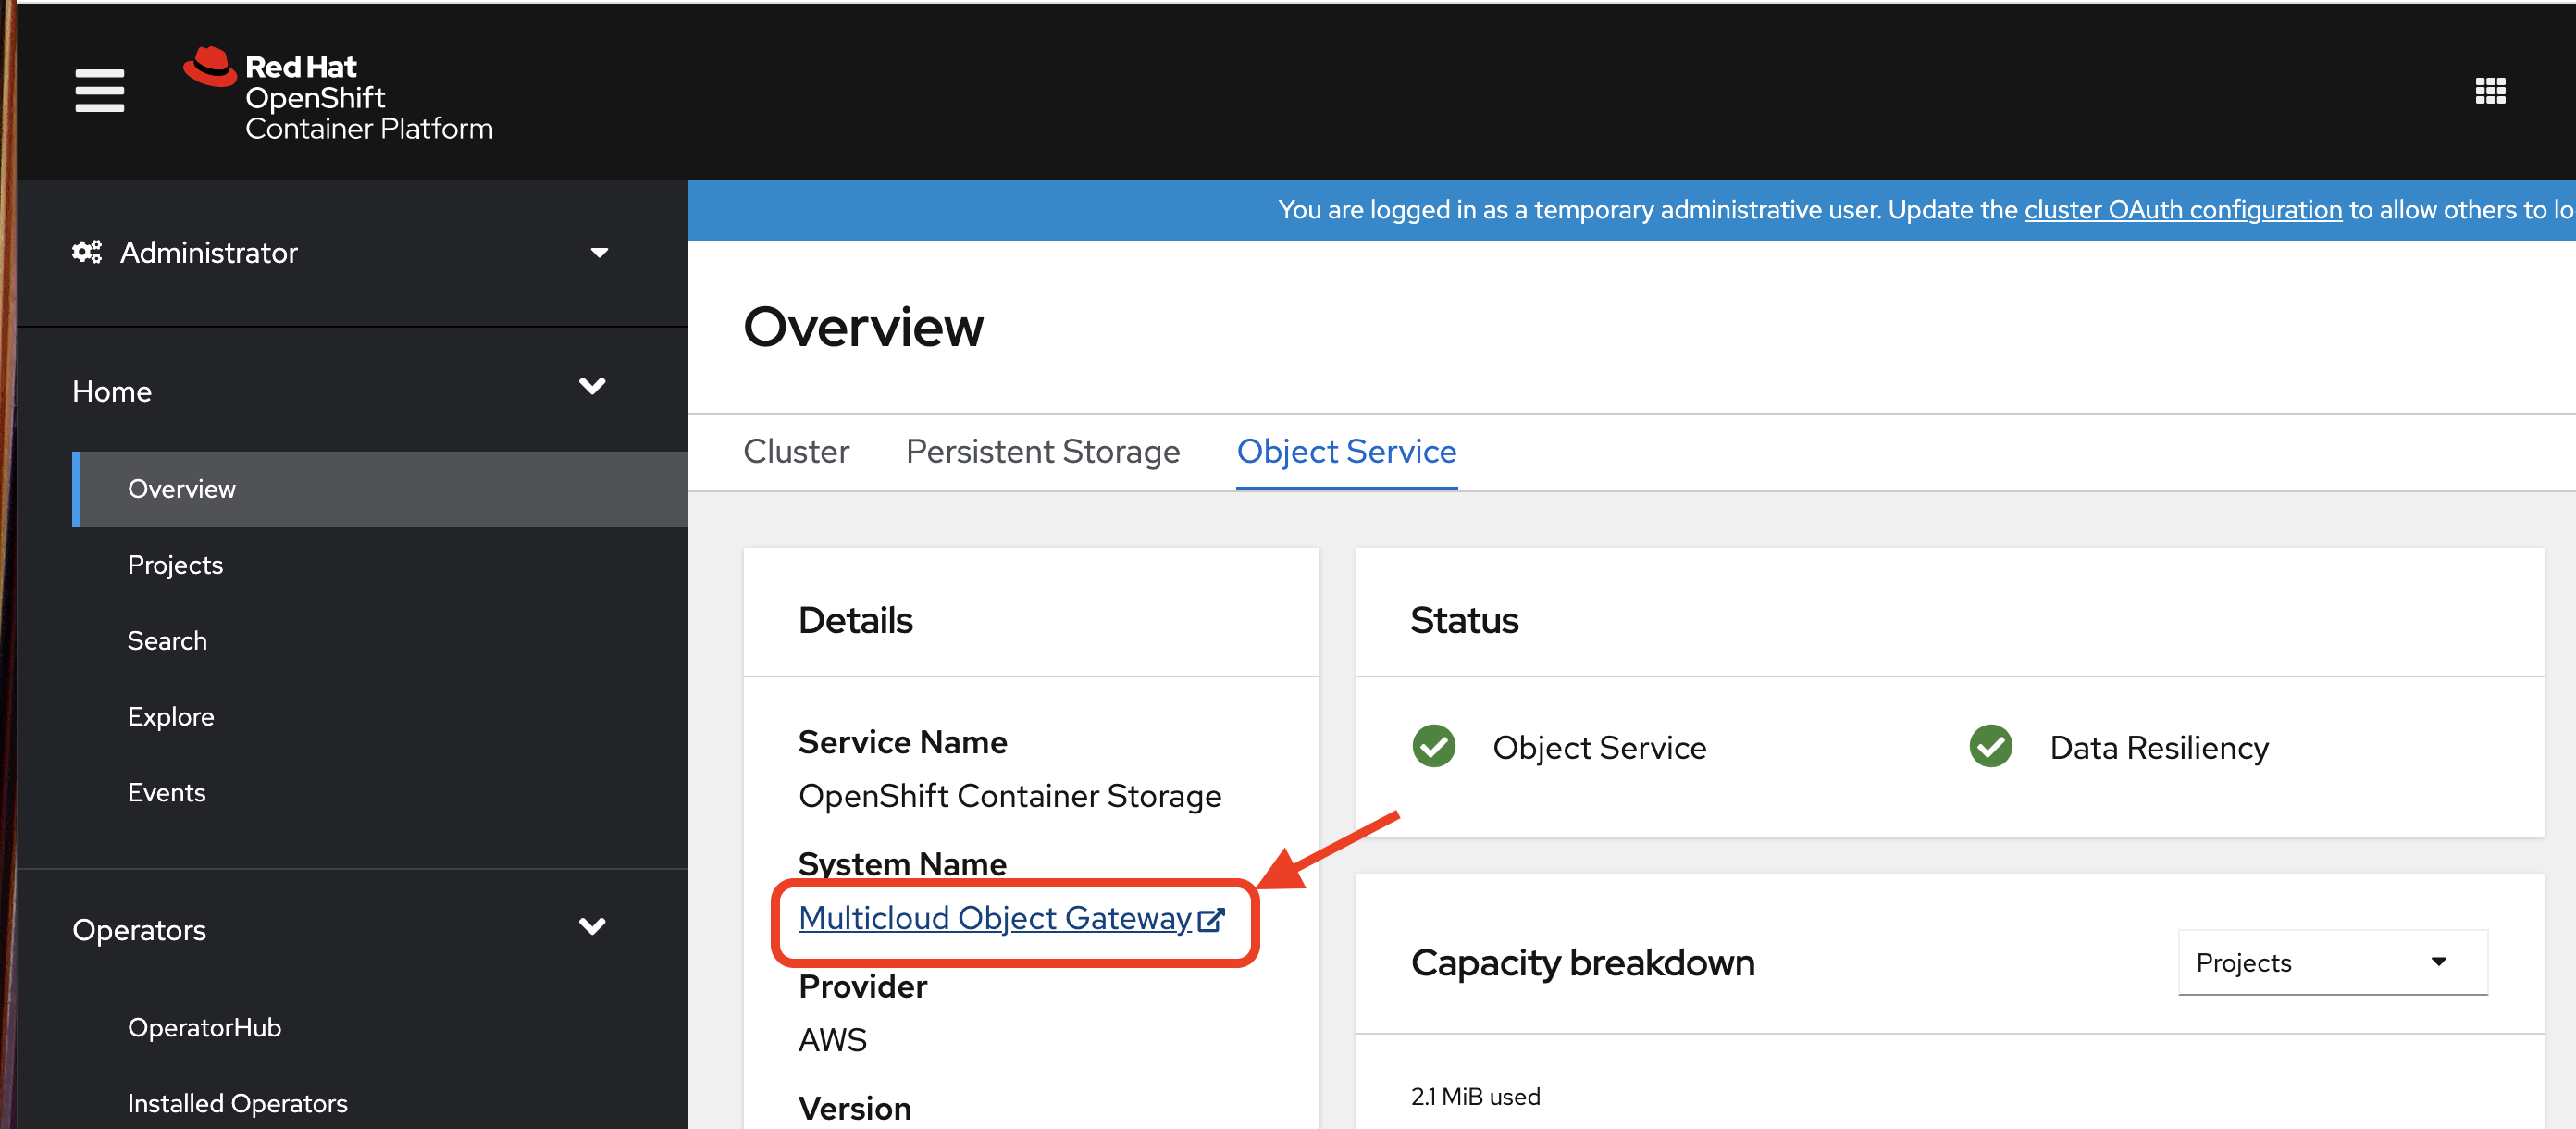 Red Hat
OpenShift
Container Platform
You are logged in as a temporary administrative user. Update the cluster OAuth configuration to allow others to lo
Administrator
Home
Overview
Projects
Search
Explore
Events
Operators
OperatorHub
Installed Operators
Overview
Cluster Persistent Storage Object Service
Details
Service Name
OpenShift Container Storage
System Name
Multicloud Object Gateway
Provider
AWS
Version
Status
Object Service Data Resiliency
Capacity breakdown Projects
2.1 MiB used